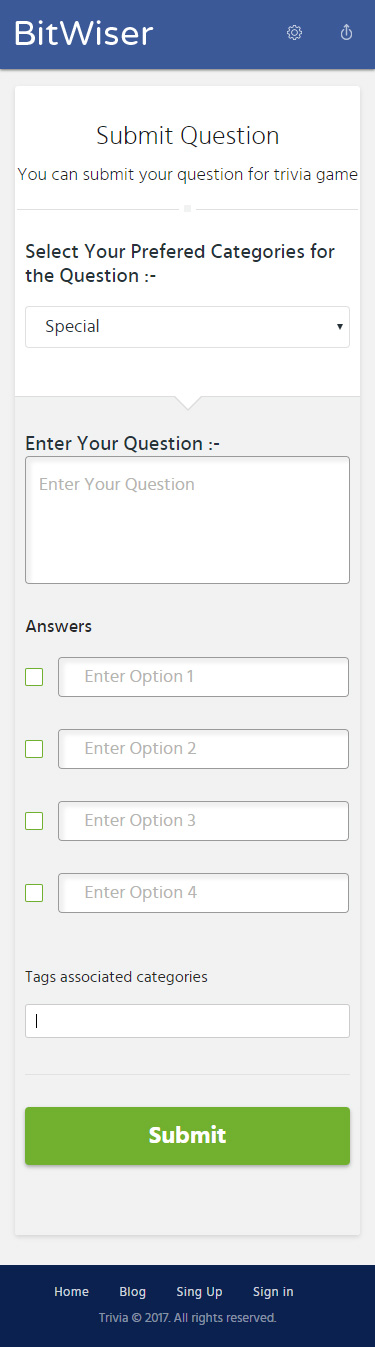 BitWiser
Submit Question
You can submit your question for trivia game
Select Your Prefered Categories for
the Question :-
Special
Enter Your Question :-
Enter Your Question
Answers
Enter Option 1
Enter Option 2
Enter Option 3
Enter Option 4
Tags associated categories
Submit
Home Blog Sing Up Sign in
Trivia © 2017. All rights reserved.